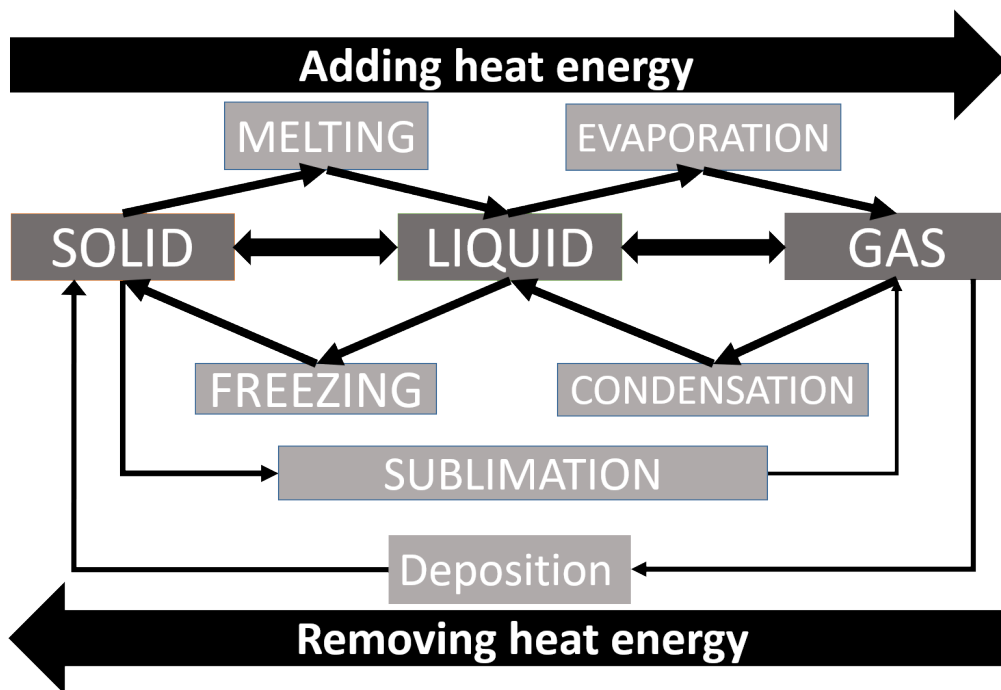 Adding heat energy
MELTING
EVAPORATION
SOLID
LIQUID
GAS
FREEZING
CONDENSATION
SUBLIMATION
Deposition
Removing heat energy